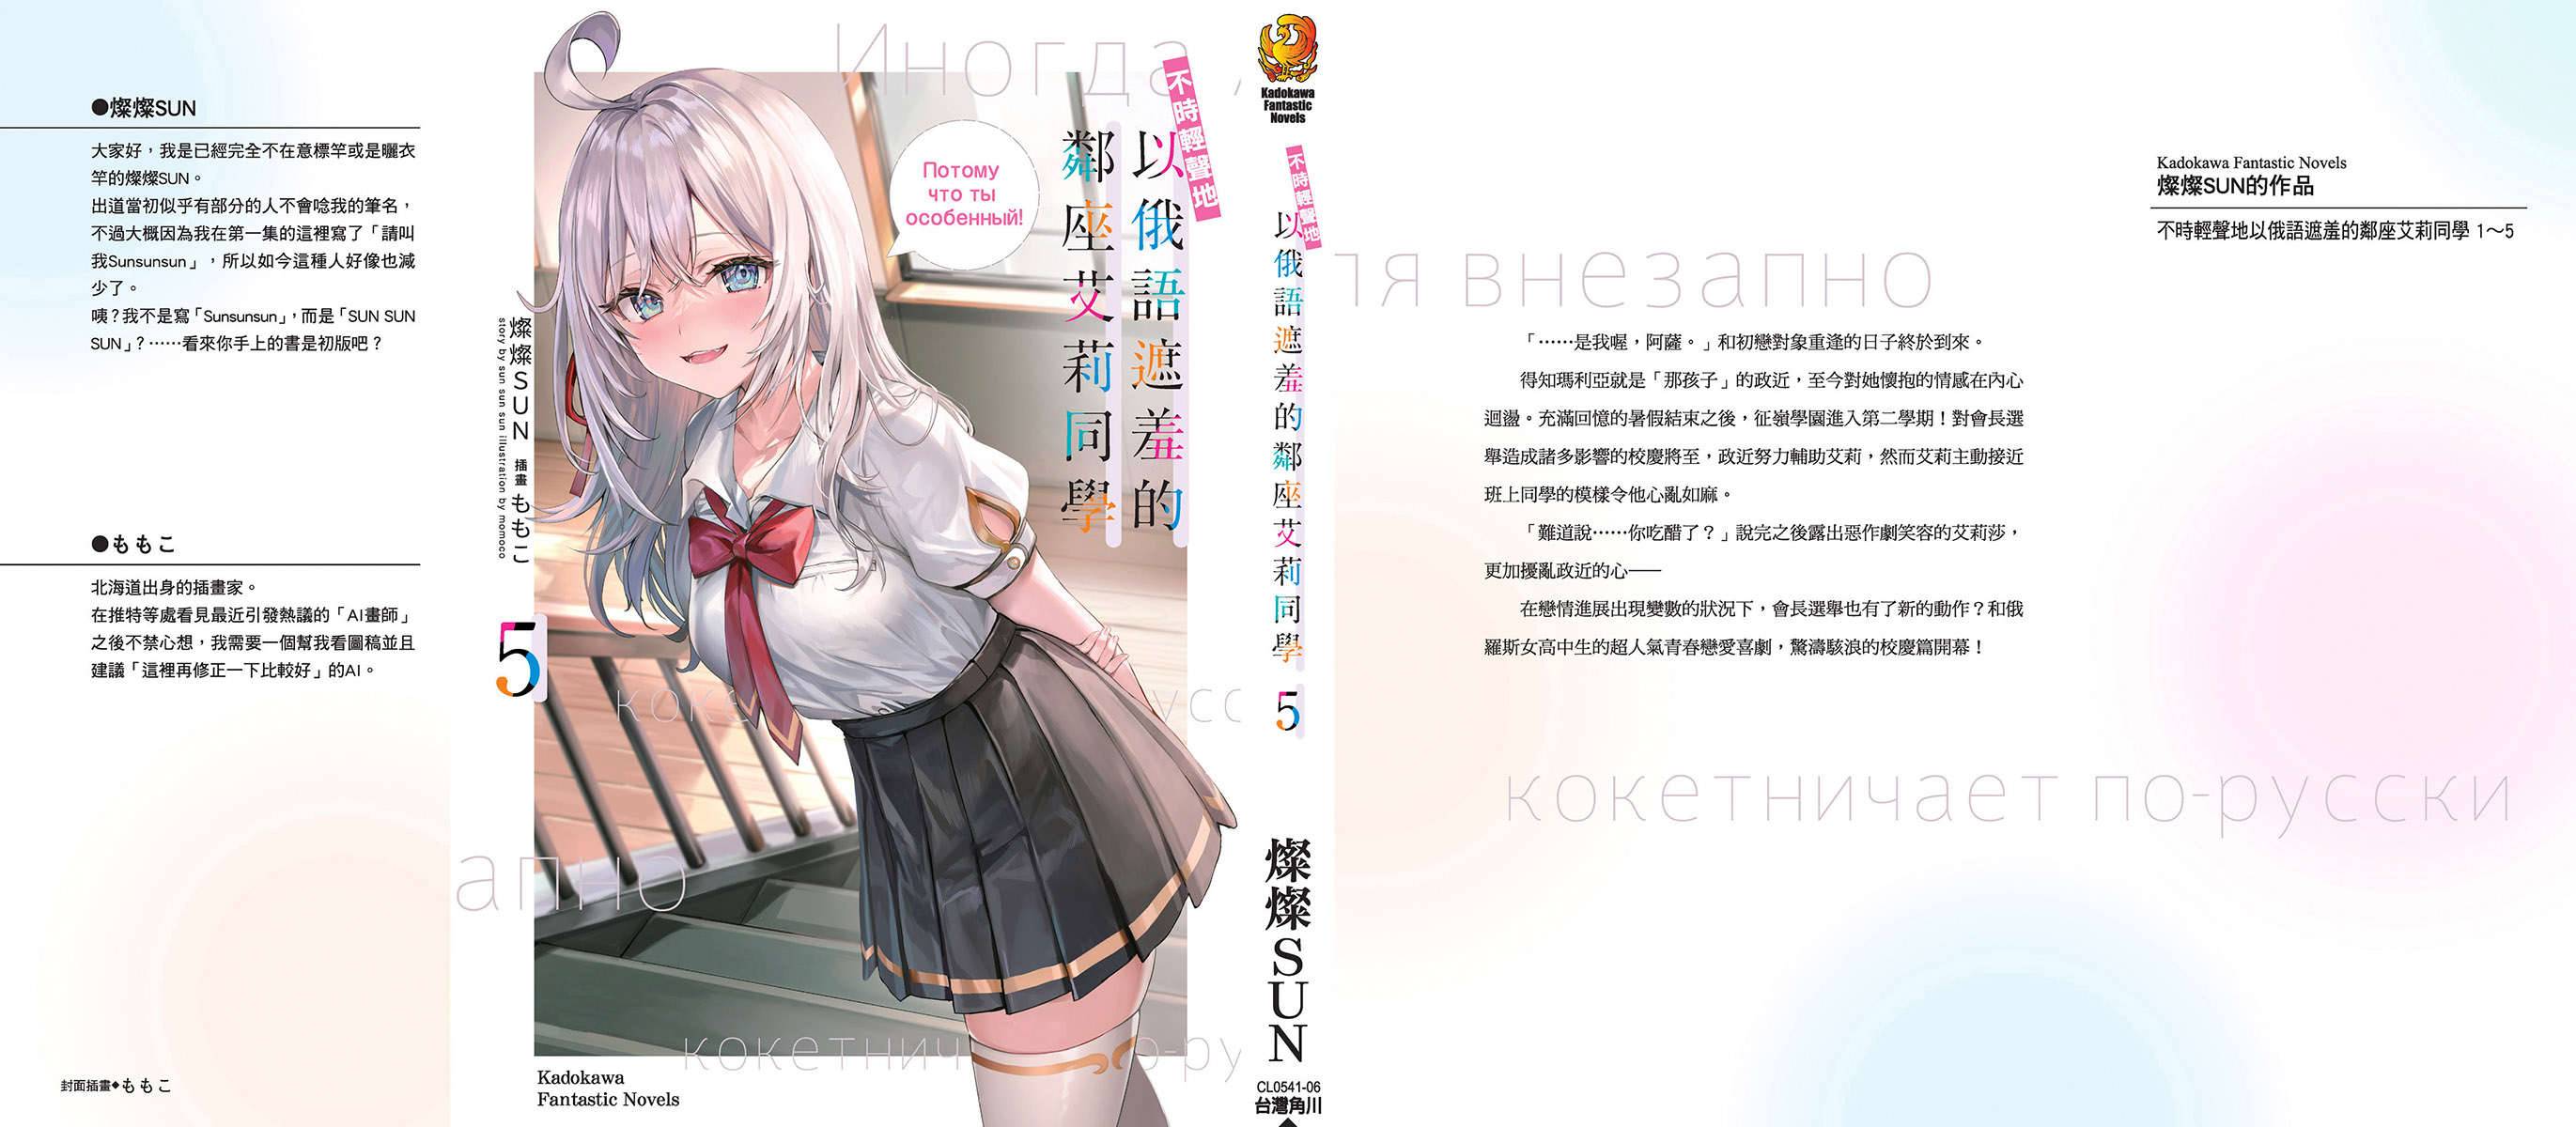 ●燦燦SUN
大家好，我是已經完全不在意標竿或是曬衣
竿的燦燦SUN。
出道當初似乎有部分的人不會唸我的筆名，
不過大概因為我在第一集的這裡寫了「請叫
我Sunsunsun」，所以如今這種人好像也減
少了。
咦？我不是寫「Sunsunsun」，而是「SUN SUN
SUN」？……看來你手上的書是初版吧？
●ももこ
北海道出身的插畫家。
在推特等處看見最近引發熱議的「AI畫師」
之後不禁心想，我需要一個幫我看圖稿並且
建議「這裡再修正一下比較好」的AI。
封面插畫◆ももこ
Иногда
不時輕聲地
以俄語遮羞的
鄰座艾莉同學
Потому
что ты
особенный!
燦燦SUN 插畫 ももこ
story by sun sun sun illustration by momoco
5
коке
усс
апно
кокетнич
о-ру
Kadokawa
Fantastic Novels
Kadokawa
Fantastic
Novels
不時輕聲地
以俄語遮羞的鄰座艾莉同學
5
燦燦SUN
CL0541-06
台灣角川
ля внезапно
「……是我喔，阿薩。」和初戀對象重逢的日子終於到來。
得知瑪利亞就是「那孩子」的政近，至今對她懷抱的情感在內心
迴盪。充滿回憶的暑假結束之後，征嶺學園進入第二學期！對會長選
舉造成諸多影響的校慶將至，政近努力輔助艾莉，然而艾莉主動接近
班上同學的模樣令他心亂如麻。
「難道說……你吃醋了？」說完之後露出惡作劇笑容的艾莉莎，
更加擾亂政近的心——
在戀情進展出現變數的狀況下，會長選舉也有了新的動作？和俄
羅斯女高中生的超人氣青春戀愛喜劇，驚濤駭浪的校慶篇開幕！
кокетничает по-русски
Kadokawa Fantastic Novels
燦燦SUN的作品
不時輕聲地以俄語遮羞的鄰座艾莉同學 1～5